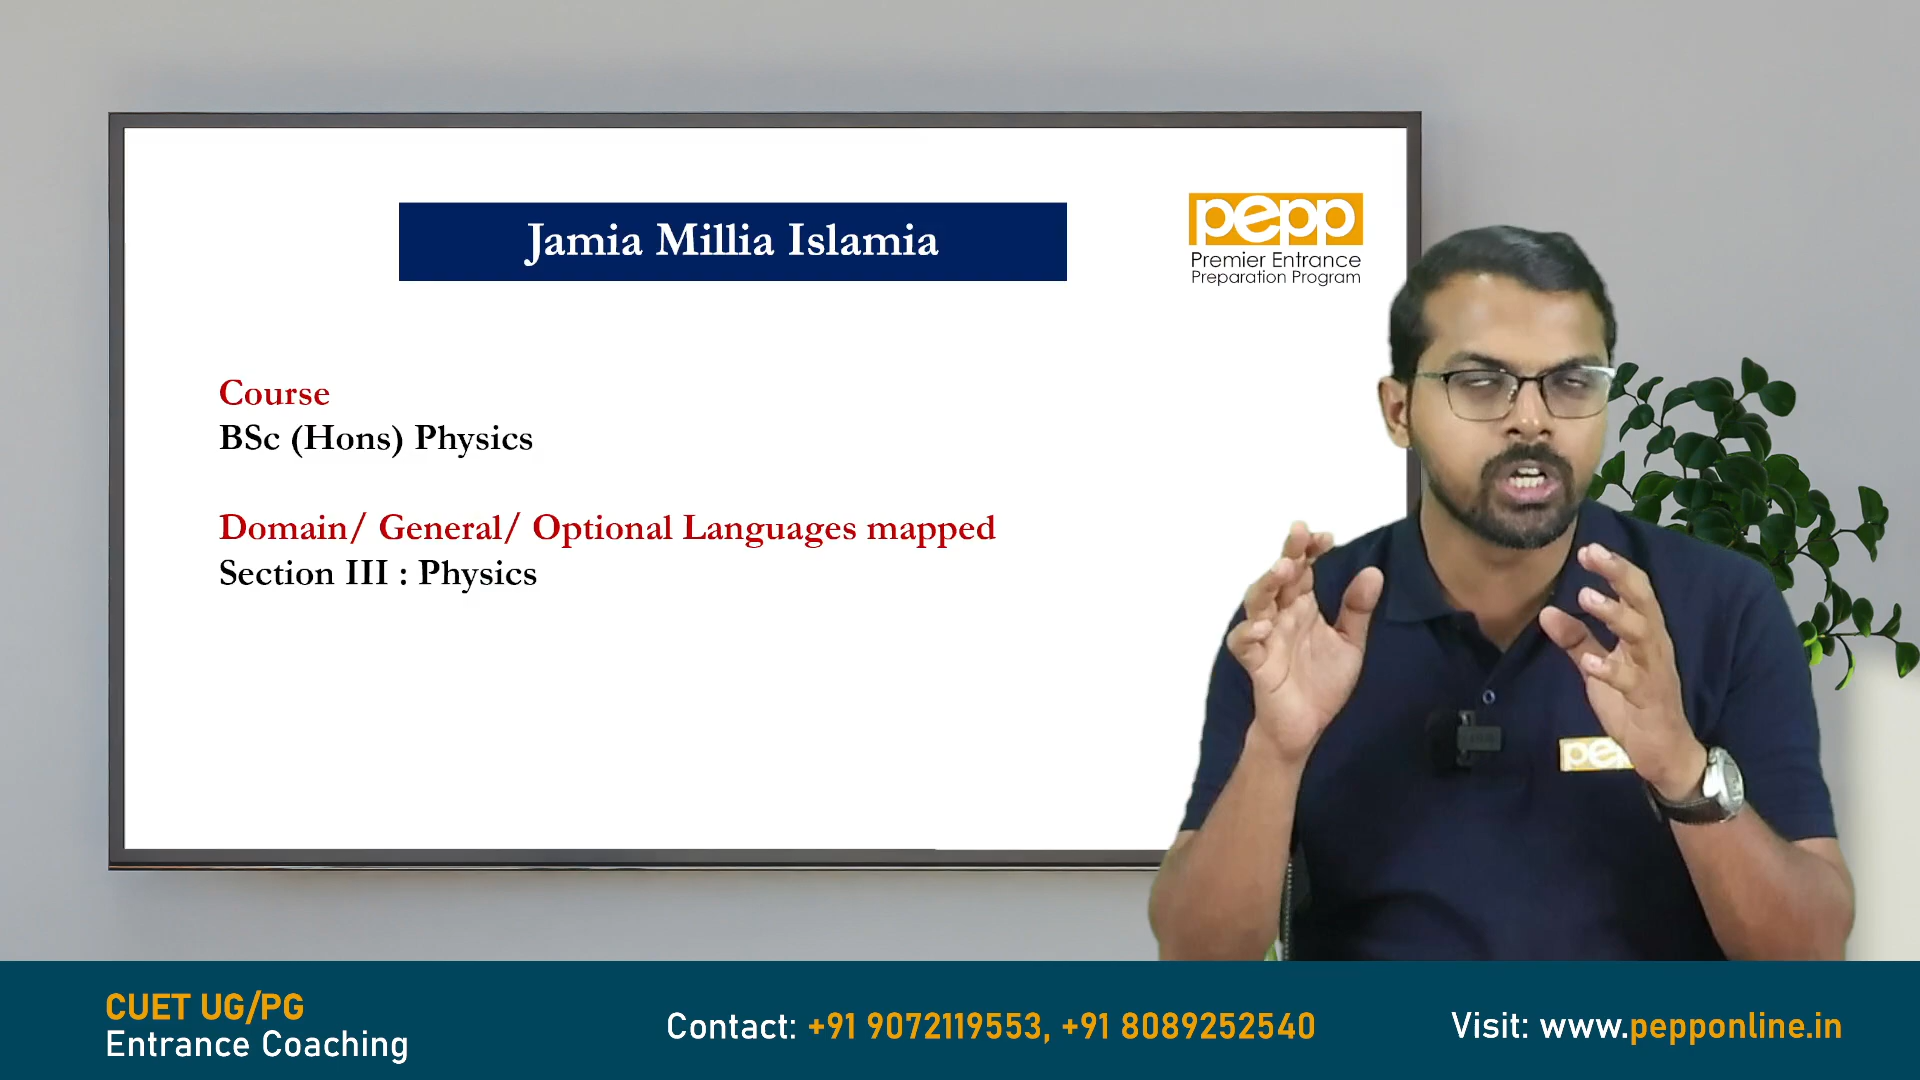 Jamia Millia Islamia
pepp
Premier Entrance
Preparation Program
Course
BSc (Hons) Physics
Domain/ General/ Optional Languages mapped
Section III : Physics
CUET UG/PG
Entrance Coaching
Contact: +91 9072119553, +91 8089252540
Visit: www.pepponline.in